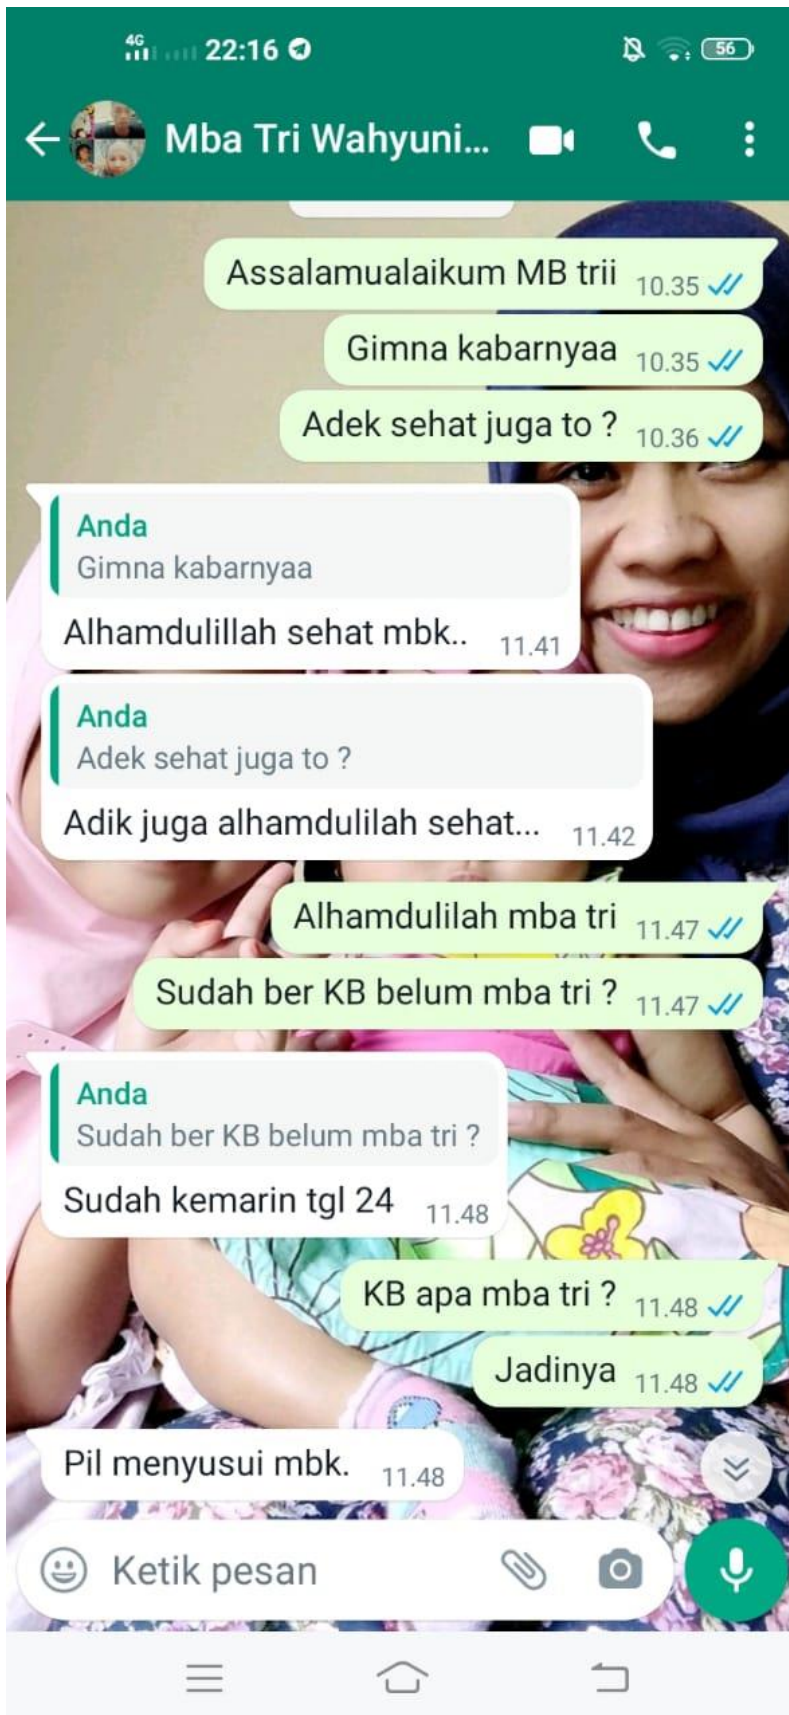 4G
22:16
56
Mba Tri Wahyuni...
Assalamualaikum MB trii 10.35
Gimna kabarnyaa 10.35
Adek sehat juga to ? 10.36
Anda
Gimna kabarnyaa
Alhamdulillah sehat mbk.. 11.41
Anda
Adek sehat juga to ?
Adik juga alhamdulilah sehat... 11.42
Alhamdulilah mba tri 11.47
Sudah ber KB belum mba tri ? 11.47
Anda
Sudah ber KB belum mba tri ?
Sudah kemarin tgl 24 11.48
KB apa mba tri ? 11.48
Jadinya 11.48
Pil menyusui mbk. 11.48
Ketik pesan